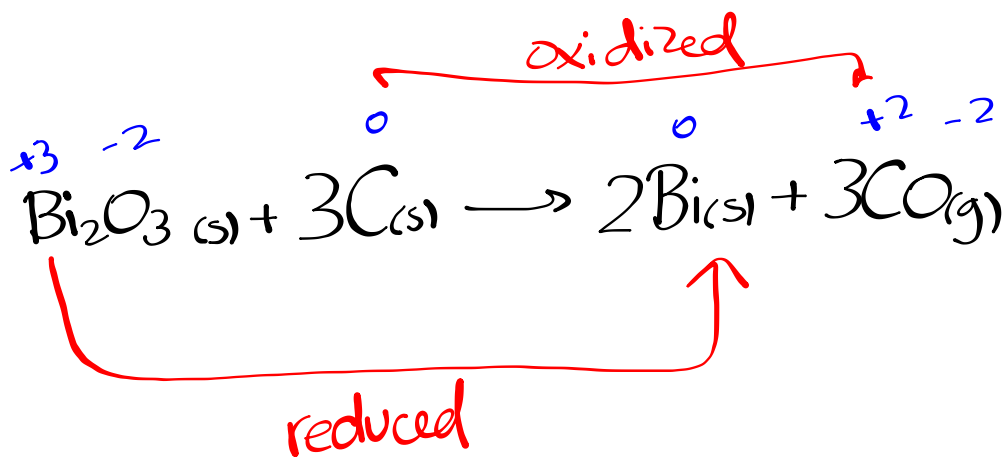 oxidized
+3 -2 0 0 +2 -2
Bi₂O₃ (s) + 3C(s) → 2Bi(s) + 3CO(g)
reduced